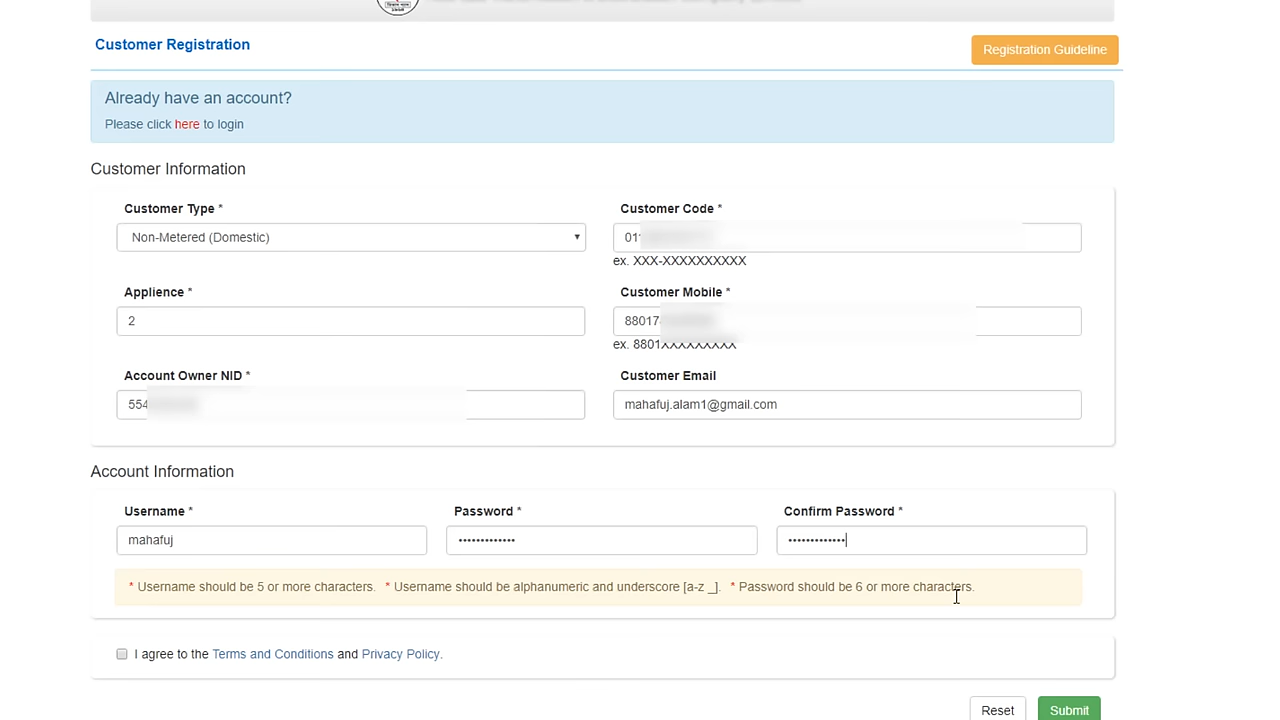 Customer Registration
Registration Guideline
Already have an account?
Please click here to login
Customer Information
Customer Type *
Customer Code *
Non-Metered (Domestic)
01
ex. XXX-XXXXXXXXXX
Applience *
Customer Mobile *
2
88017
ex. 8801XXXXXXXXX
Account Owner NID *
Customer Email
554
mahafuj.alam1@gmail.com
Account Information
Username *
Password *
Confirm Password *
mahafuj
•••••••••••••
•••••••••••••
* Username should be 5 or more characters. * Username should be alphanumeric and underscore [a-z _]. * Password should be 6 or more characters.
I agree to the Terms and Conditions and Privacy Policy.
Reset
Submit